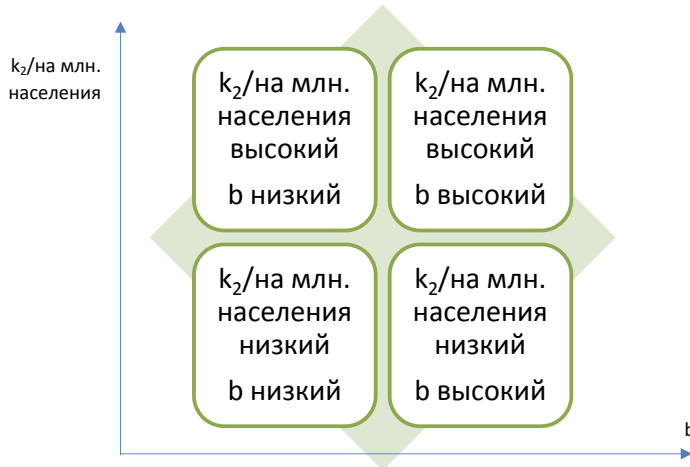 k₂/на млн.
населения
k₂/на млн.
населения
высокий
b низкий
k₂/на млн.
населения
высокий
b высокий
k₂/на млн.
населения
низкий
b низкий
k₂/на млн.
населения
низкий
b высокий
b